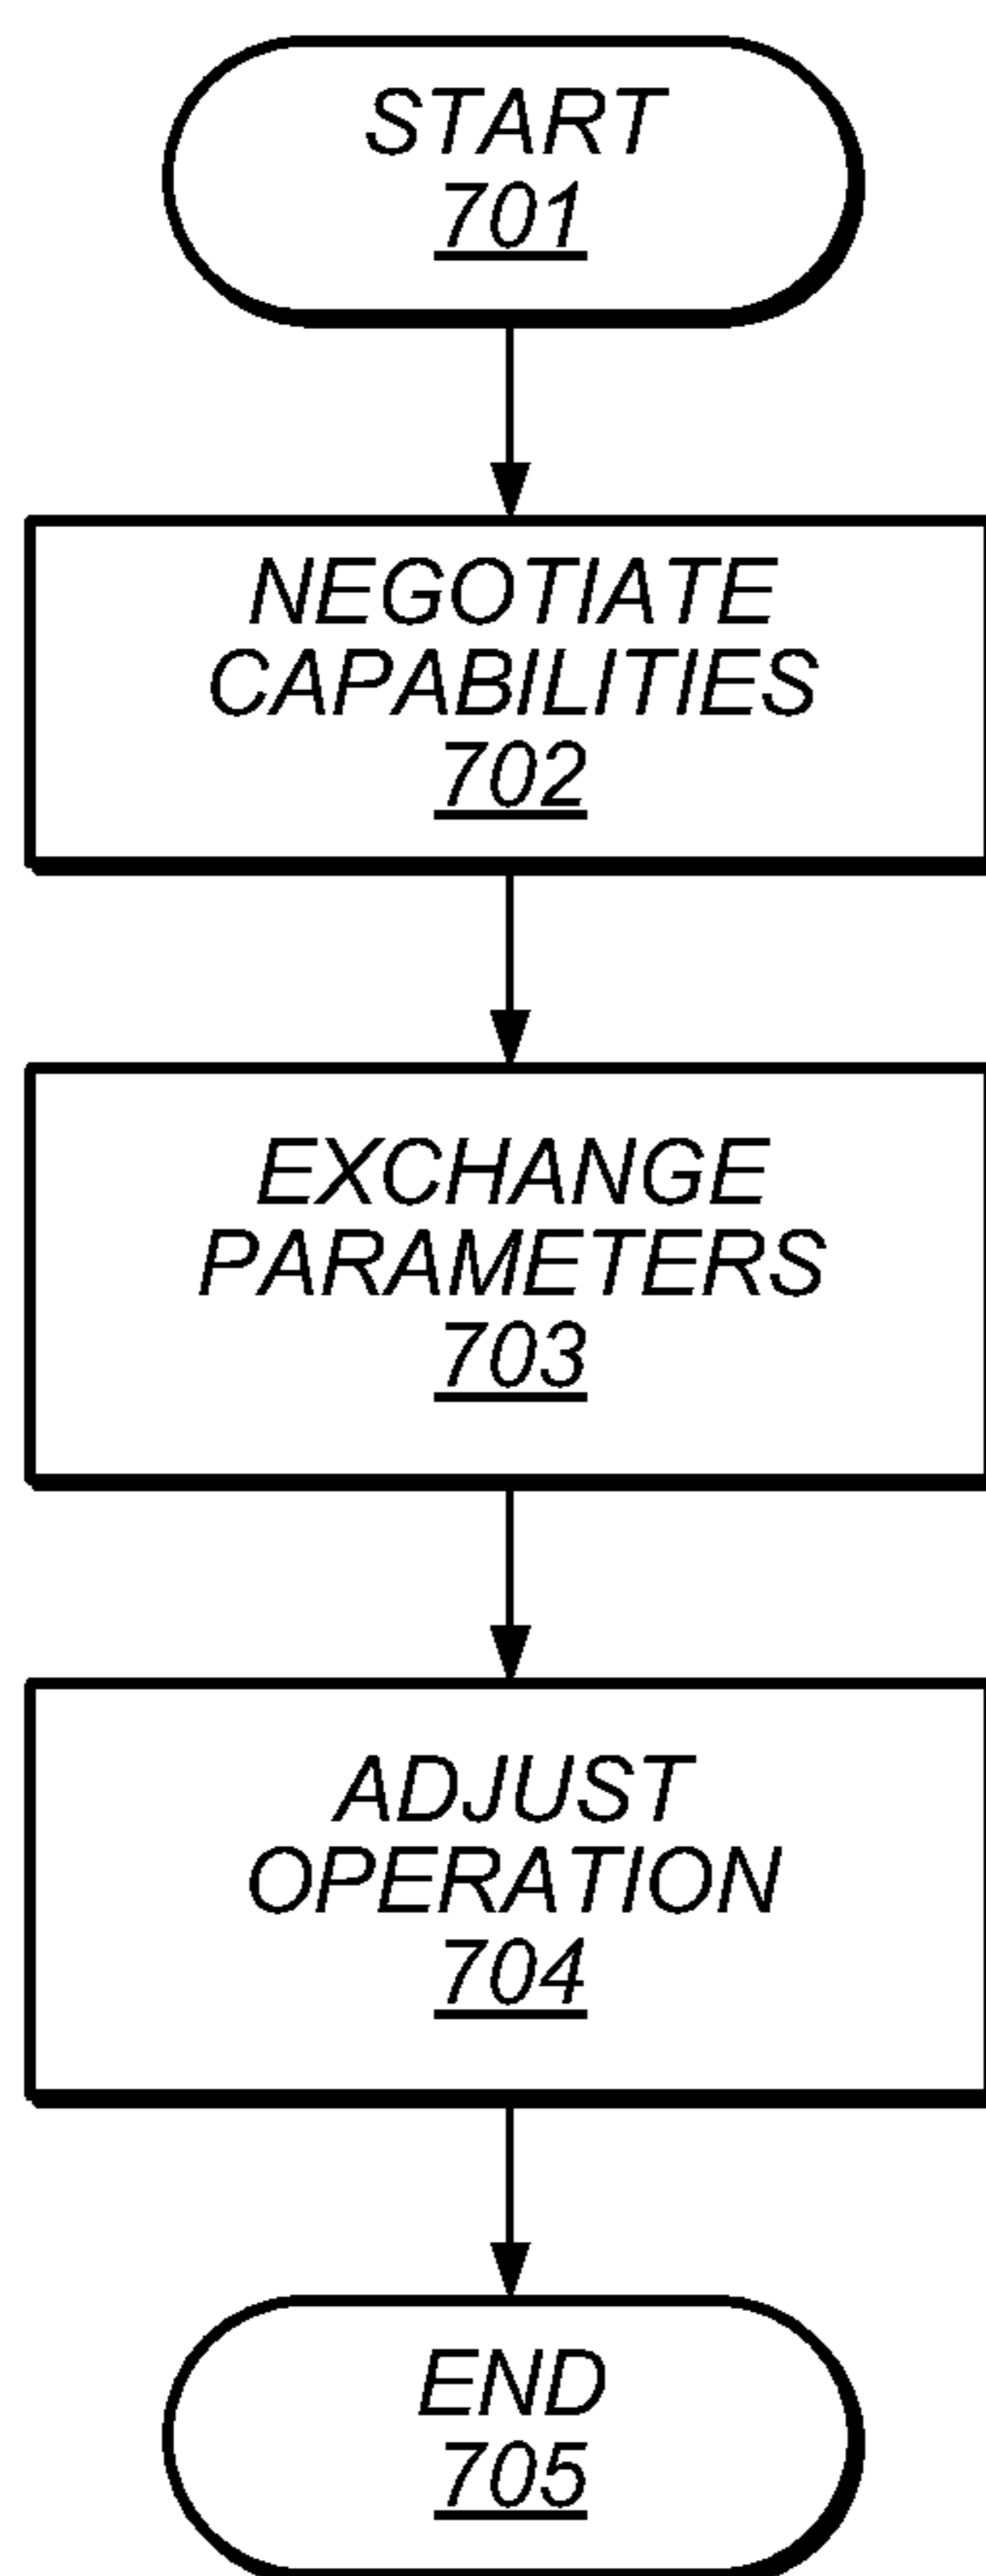 START
701
NEGOTIATE
CAPABILITIES
702
EXCHANGE
PARAMETERS
703
ADJUST
OPERATION
704
END
705